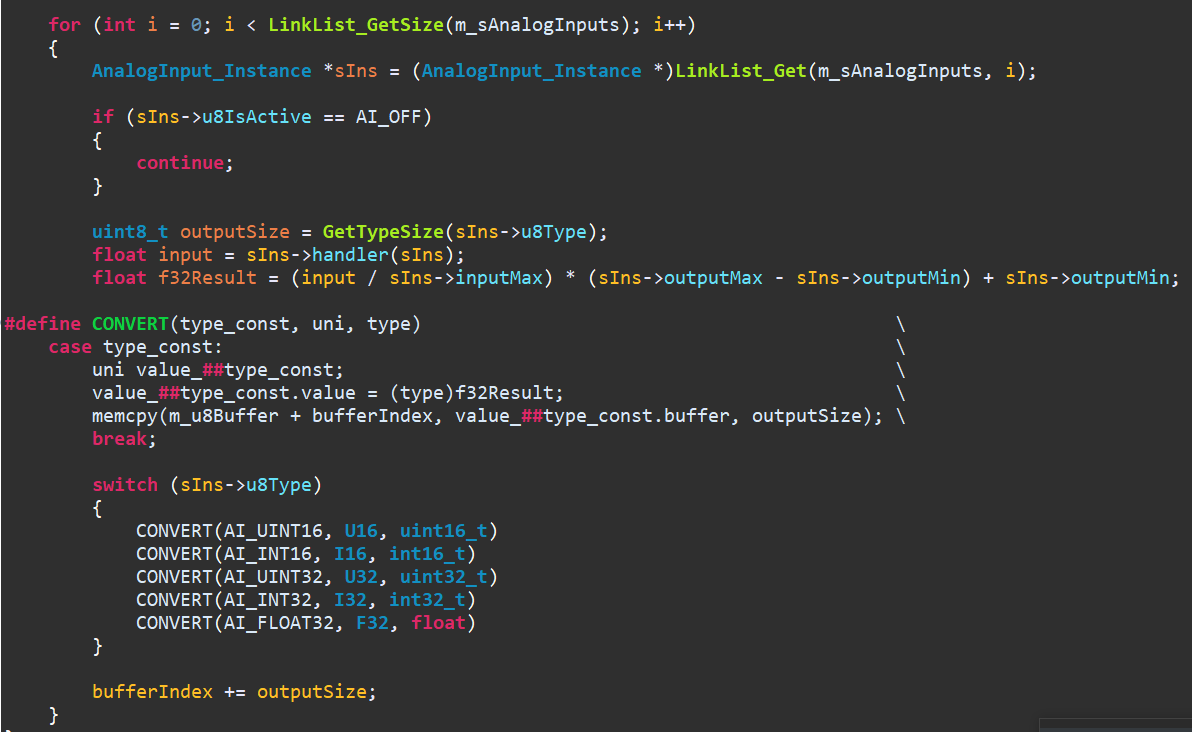 for (int i = 0; i < LinkList_GetSize(m_sAnalogInputs); i++)
{
AnalogInput_Instance *sIns = (AnalogInput_Instance *)LinkList_Get(m_sAnalogInputs, i);
if (sIns->u8IsActive == AI_OFF)
{
continue;
}
uint8_t outputSize = GetTypeSize(sIns->u8Type);
float input = sIns->handler(sIns);
float f32Result = (input / sIns->inputMax) * (sIns->outputMax - sIns->outputMin) + sIns->outputMin;
#define CONVERT(type_const, uni, type) \
case type_const: \
uni value_##type_const; \
value_##type_const.value = (type)f32Result; \
memcpy(m_u8Buffer + bufferIndex, value_##type_const.buffer, outputSize); \
break;
switch (sIns->u8Type)
{
CONVERT(AI_UINT16, U16, uint16_t)
CONVERT(AI_INT16, I16, int16_t)
CONVERT(AI_UINT32, U32, uint32_t)
CONVERT(AI_INT32, I32, int32_t)
CONVERT(AI_FLOAT32, F32, float)
}
bufferIndex += outputSize;
}